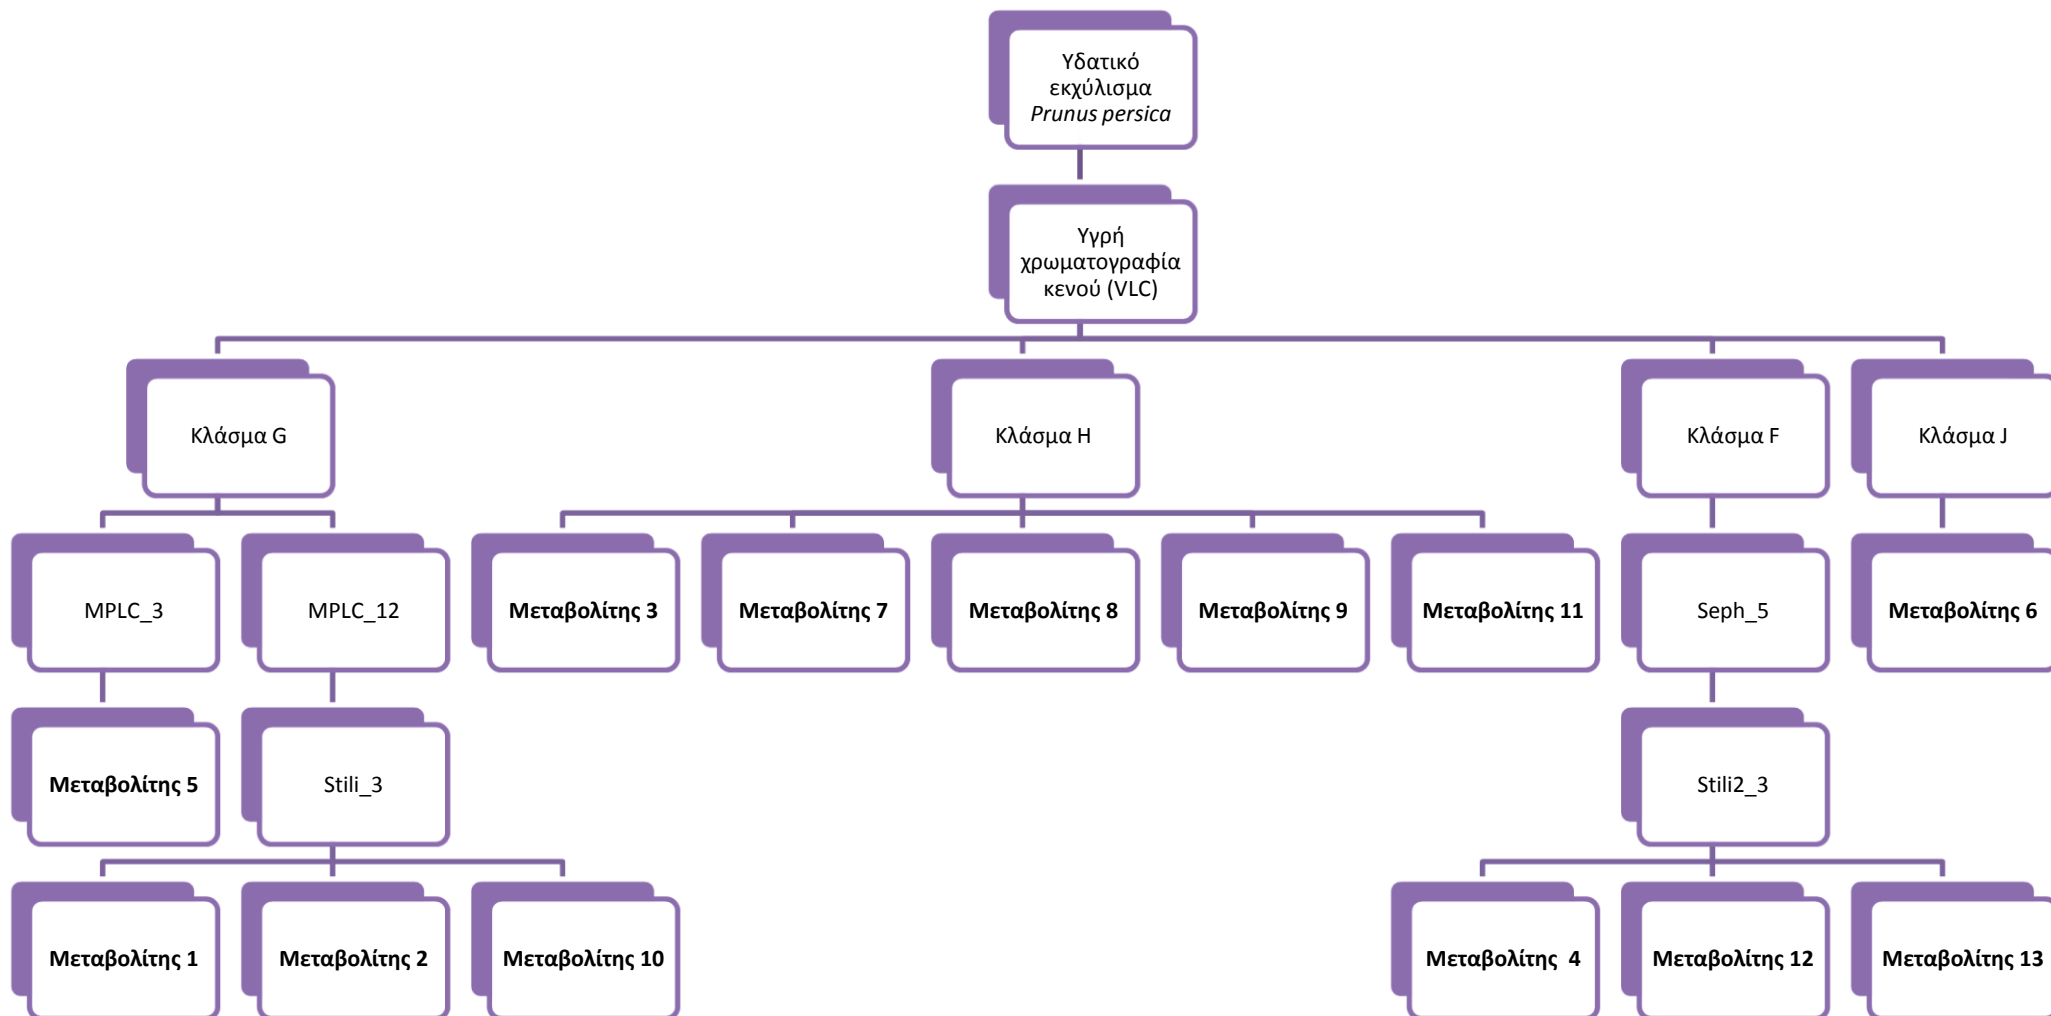 Υδατικό
εκχύλισμα
Prunus persica
Υγρή
χρωματογραφία
κενού (VLC)
Κλάσμα G
Κλάσμα H
Κλάσμα F
Κλάσμα J
MPLC_3
MPLC_12
Μεταβολίτης 3
Μεταβολίτης 7
Μεταβολίτης 8
Μεταβολίτης 9
Μεταβολίτης 11
Seph_5
Μεταβολίτης 6
Μεταβολίτης 5
Stili_3
Stili2_3
Μεταβολίτης 1
Μεταβολίτης 2
Μεταβολίτης 10
Μεταβολίτης 4
Μεταβολίτης 12
Μεταβολίτης 13